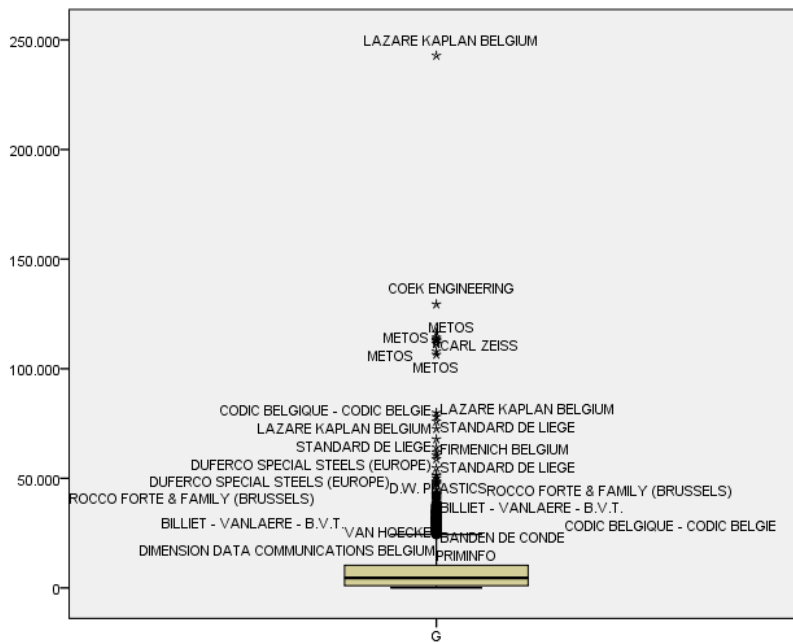 LAZARE KAPLAN BELGIUM
250.000
200.000
150.000
COEK ENGINEERING
METOS
METOS
CARL ZEISS
METOS
METOS
100.000
CODIC BELGIQUE - CODIC BELGIE
LAZARE KAPLAN BELGIUM
LAZARE KAPLAN BELGIUM
STANDARD DE LIEGE
STANDARD DE LIEGE
FIRMENICH BELGIUM
DUFERCO SPECIAL STEELS (EUROPE)
STANDARD DE LIEGE
50.000
DUFERCO SPECIAL STEELS (EUROPE)
D.W. PLASTICS
ROCCO FORTE & FAMILY (BRUSSELS)
ROCCO FORTE & FAMILY (BRUSSELS)
BILLIET - VANLAERE - B.V.T.
BILLIET - VANLAERE - B.V.T.
VAN HOECKE
CODIC BELGIQUE - CODIC BELGIE
BANDEN DE CONDE
DIMENSION DATA COMMUNICATIONS BELGIUM
PRIMINFO
0
G